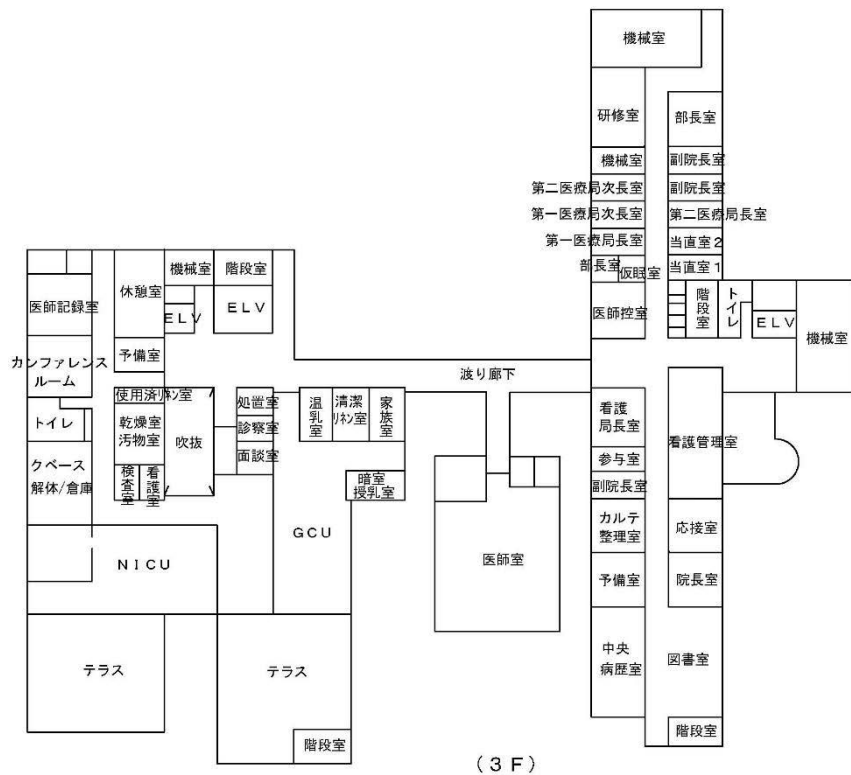 機械室
研修室
部長室
機械室
副院長室
第二医療局次長室
副院長室
第一医療局次長室
第二医療局長室
第一医療局長室
当直室2
部長室
仮眠室
当直室1
医師控室
階段室
トイレ
ELV
機械室
機械室
階段室
休憩室
医師記録室
ELV
ELV
カンファレンス
ルーム
予備室
渡り廊下
使用済リネン室
処置室
温乳室
清潔
リネン室
家族室
看護
局長室
看護管理室
トイレ
乾燥室
汚物室
吹抜
診察室
面談室
参与室
クベース
解体/倉庫
検査室
看護室
暗室
授乳室
副院長室
カルテ
整理室
応接室
GCU
NICU
医師室
予備室
院長室
テラス
テラス
中央
病歴室
図書室
階段室
階段室
(3F)